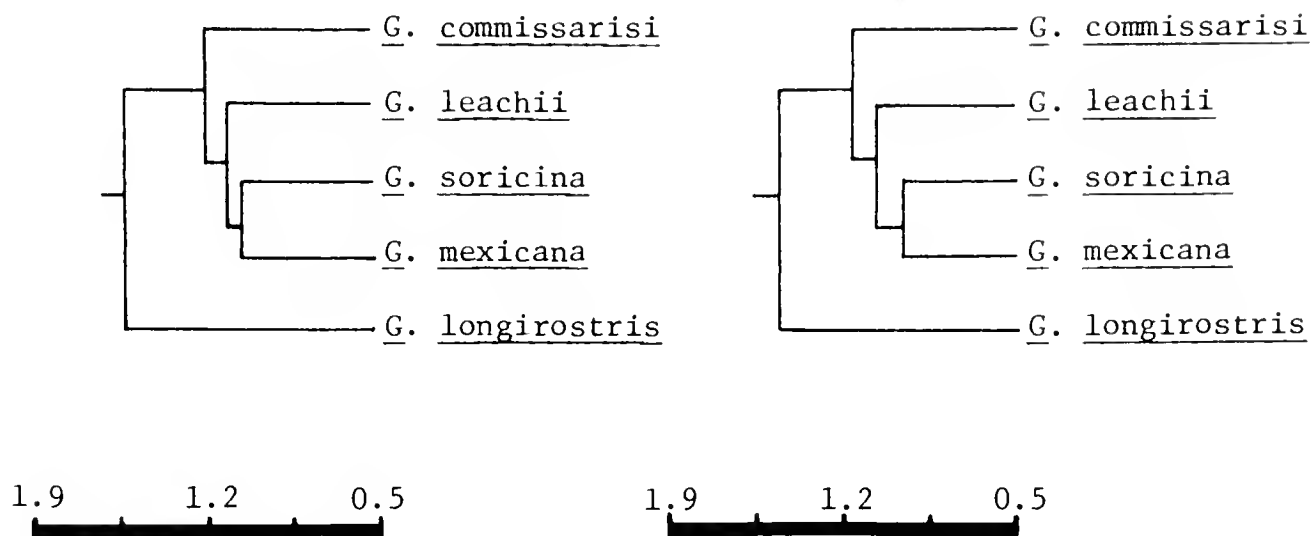 G. commissarisi G. commissarisi
G. leachii G. leachii
G. soricina G. soricina
G. mexicana G. mexicana
G. longirostris G. longirostris
1.9 1.2 0.5 1.9 1.2 0.5